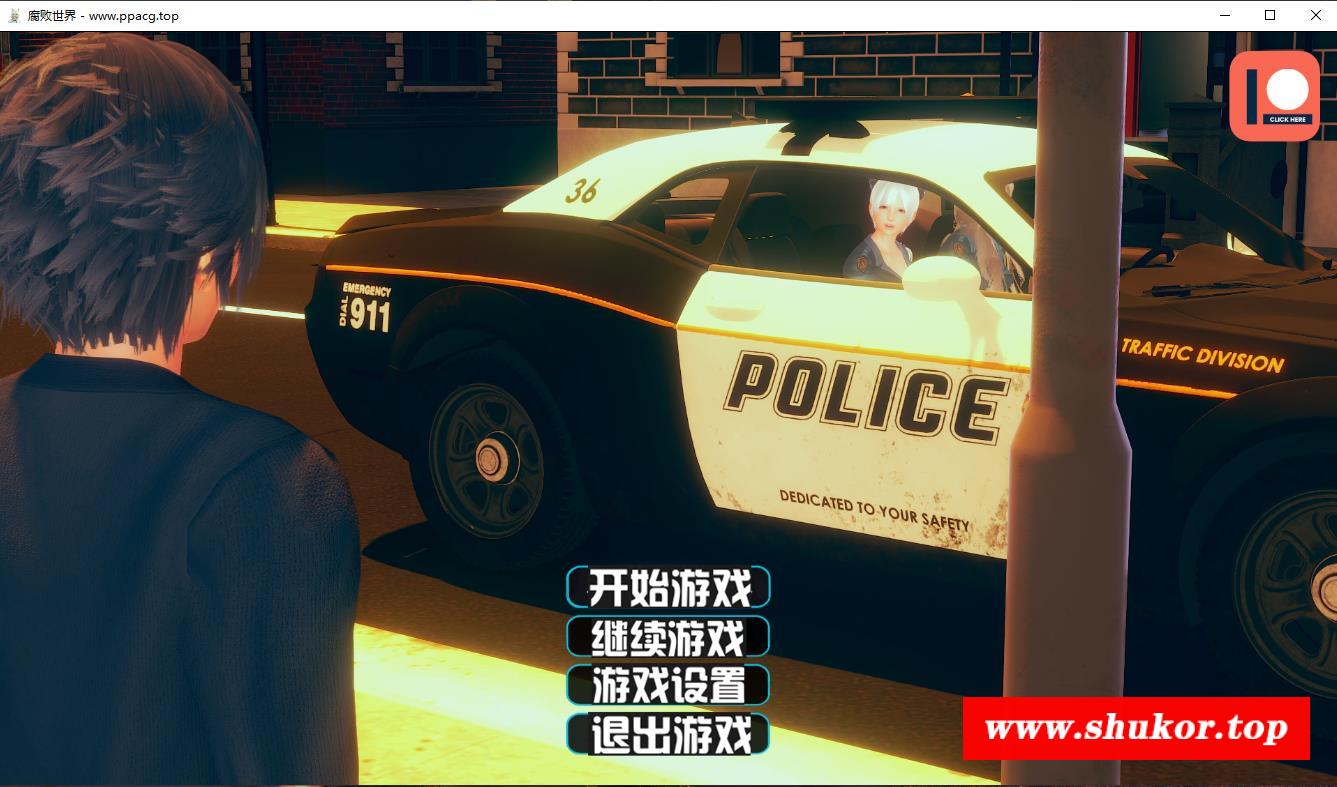 腐败世界 - www.ppacg.top
CLICK HERE
36
EMERGENCY
DIAL 911
POLICE
TRAFFIC DIVISION
DEDICATED TO YOUR SAFETY
开始游戏
继续游戏
游戏设置
退出游戏
www.shukor.top